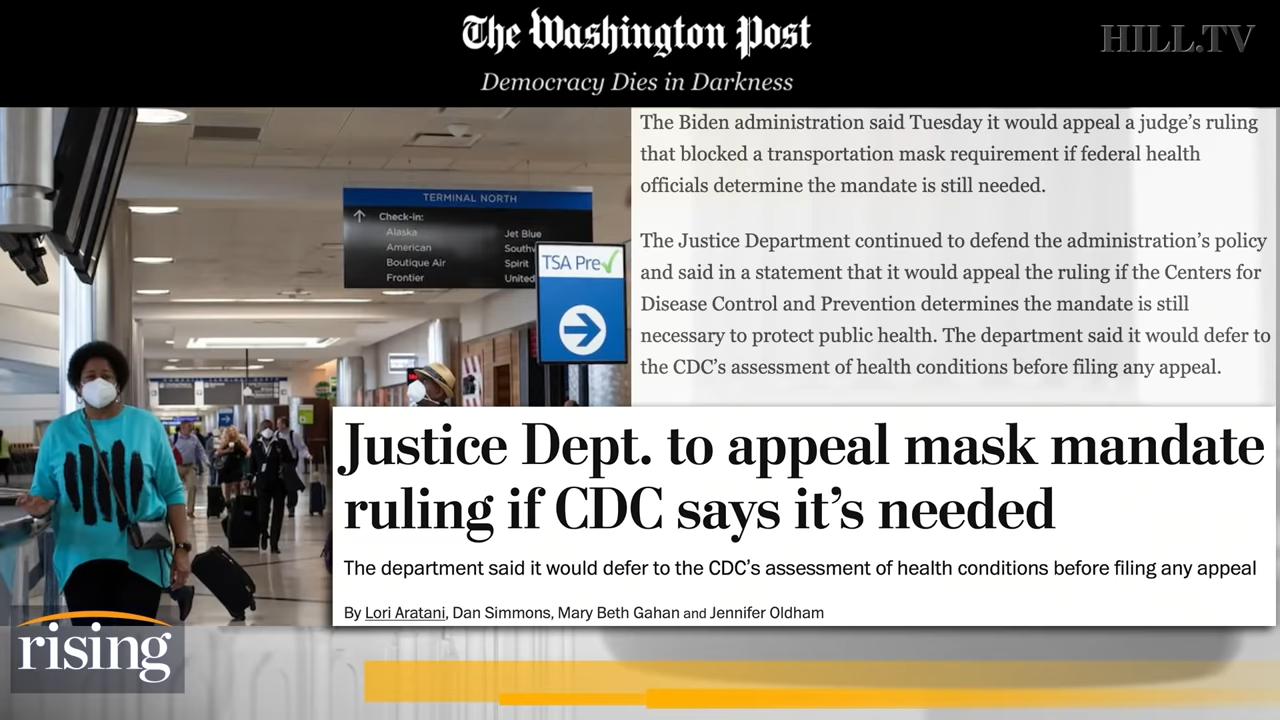 The Washington Post
Democracy Dies in Darkness
HILL.TV
TERMINAL NORTH
Check-in:
Alaska
American
Boutique Air
Frontier
Jet Blue
Spirit
United
TSA Pre✓
The Biden administration said Tuesday it would appeal a judge's ruling
that blocked a transportation mask requirement if federal health
officials determine the mandate is still needed.
The Justice Department continued to defend the administration's policy
and said in a statement that it would appeal the ruling if the Centers for
Disease Control and Prevention determines the mandate is still
necessary to protect public health. The department said it would defer to
the CDC's assessment of health conditions before filing any appeal.
Justice Dept. to appeal mask mandate
ruling if CDC says it's needed
The department said it would defer to the CDC's assessment of health conditions before filing any appeal
By Lori Aratani, Dan Simmons, Mary Beth Gahan and Jennifer Oldham
rising